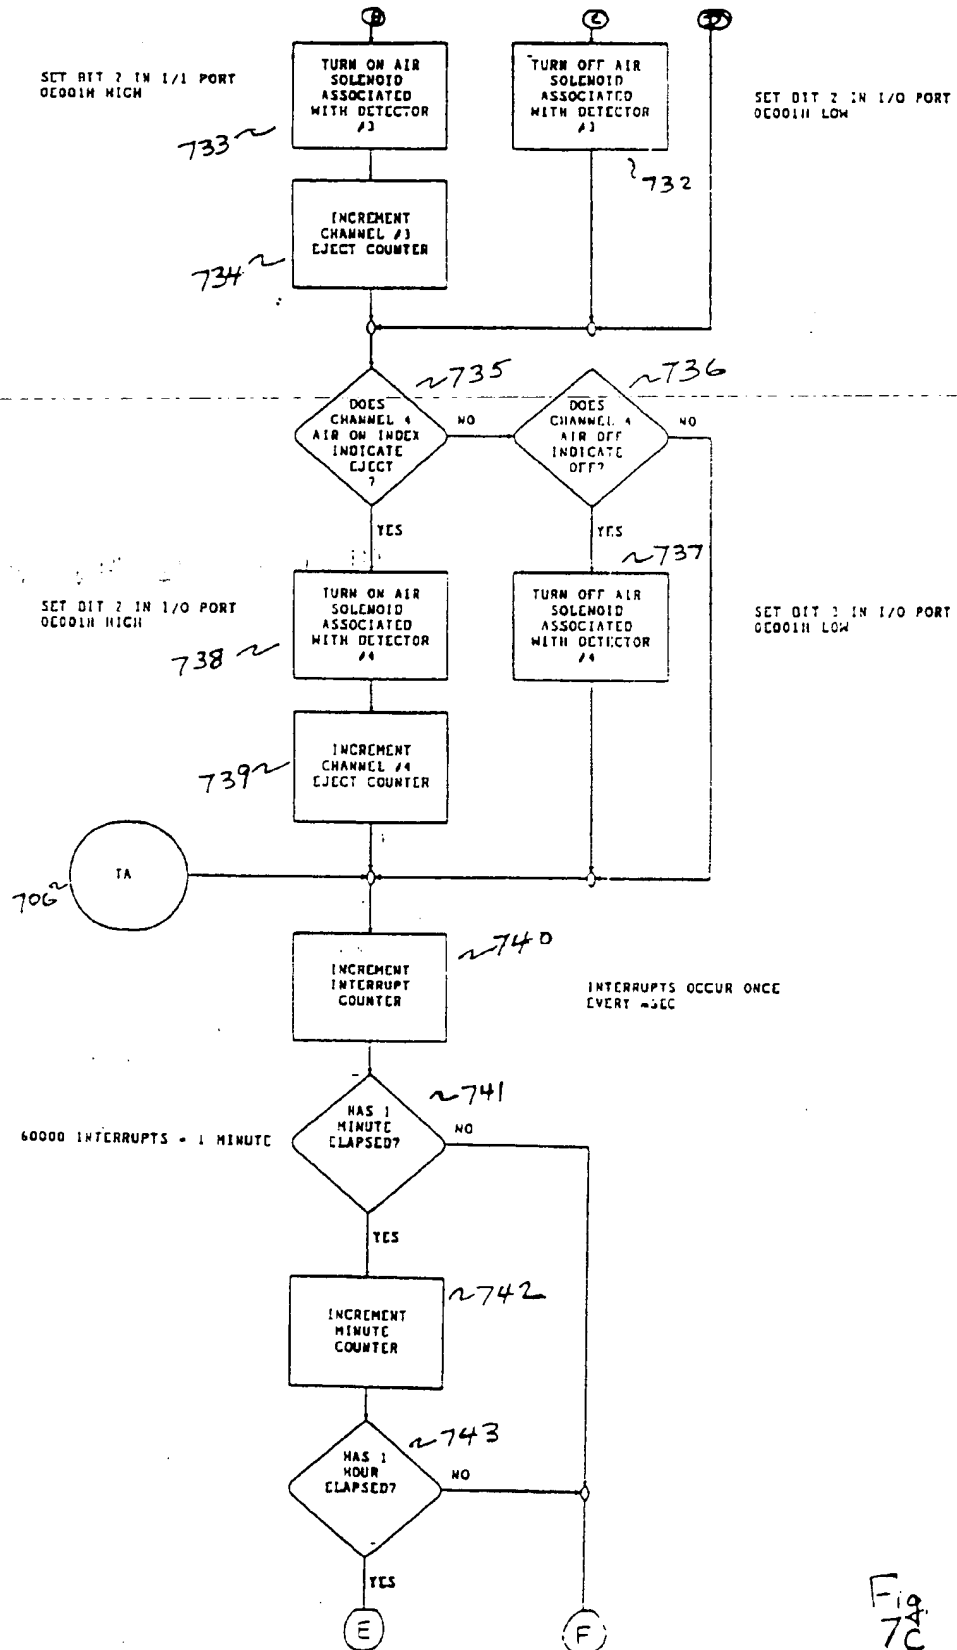 B
C
D
SET BIT 2 IN I/I PORT
0E001H HIGH
TURN ON AIR
SOLENOID
ASSOCIATED
WITH DETECTOR
#3
733
TURN OFF AIR
SOLENOID
ASSOCIATED
WITH DETECTOR
#3
732
SET BIT 2 IN I/O PORT
0E001H LOW
INCREMENT
CHANNEL #3
EJECT COUNTER
734
735
DOES
CHANNEL 4
AIR ON INDEX
INDICATE
EJECT
?
NO
YES
736
DOES
CHANNEL 4
AIR OFF
INDICATE
OFF?
NO
YES
737
SET BIT 2 IN I/O PORT
0E001H HIGH
TURN ON AIR
SOLENOID
ASSOCIATED
WITH DETECTOR
#4
738
TURN OFF AIR
SOLENOID
ASSOCIATED
WITH DETECTOR
#4
SET BIT 3 IN I/O PORT
0E001H LOW
INCREMENT
CHANNEL #4
EJECT COUNTER
739
TA
706
740
INCREMENT
INTERRUPT
COUNTER
INTERRUPTS OCCUR ONCE
EVERY mSEC
741
HAS 1
MINUTE
ELAPSED?
NO
60000 INTERRUPTS = 1 MINUTE
YES
742
INCREMENT
MINUTE
COUNTER
743
HAS 1
HOUR
ELAPSED?
NO
YES
E
F
Fig.
7C